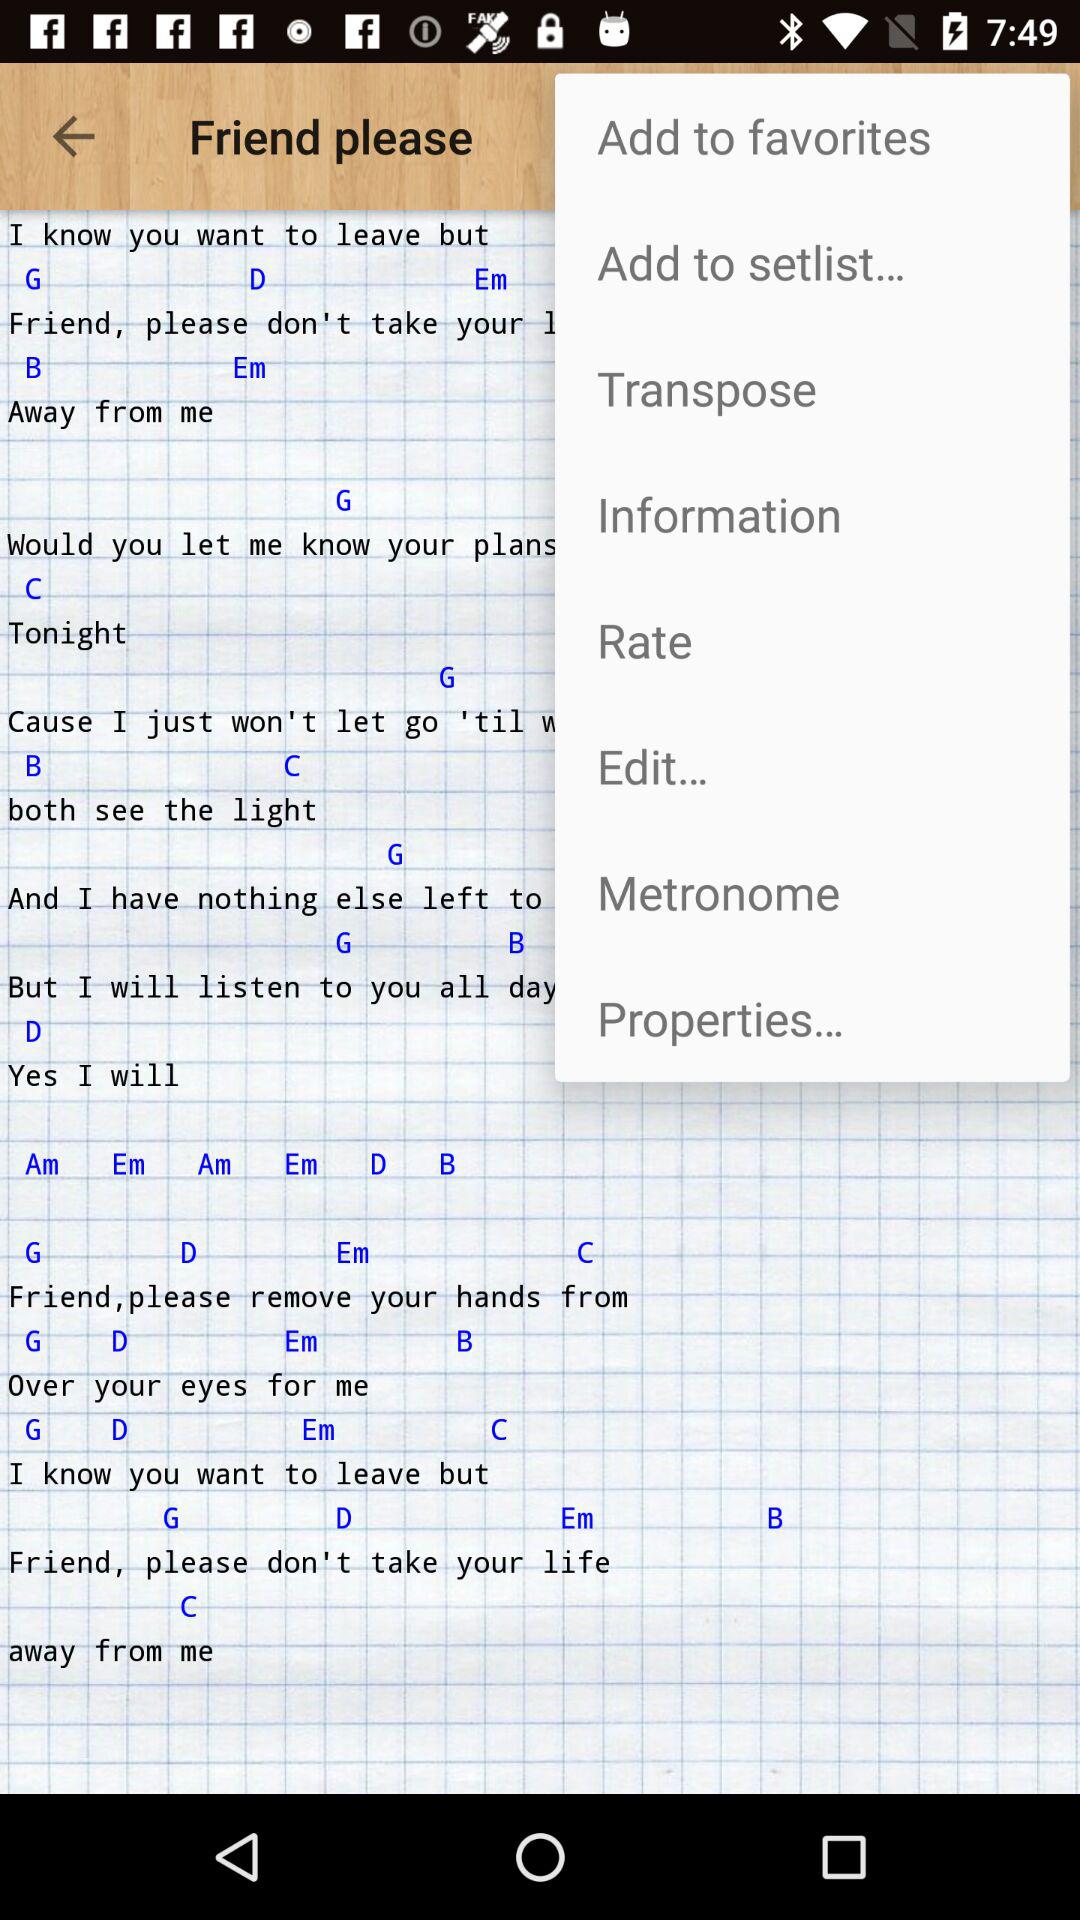 FAKE 7:49
Friend please
Add to favorites
Add to setlist...
Transpose
Information
Rate
Edit...
Metronome
Properties...
I know you want to leave but
G D Em
Friend, please don't take your
B Em
Away from me
G
Would you let me know your plans
C
Tonight
G
Cause I just won't let go 'til
B C
both see the light
G
And I have nothing else left to
G B
But I will listen to you all day
D
Yes I will
Am Em Am Em D B
G D Em C
Friend,please remove your hands from
G D Em B
Over your eyes for me
G D Em C
I know you want to leave but
G D Em B
Friend, please don't take your life
C
away from me